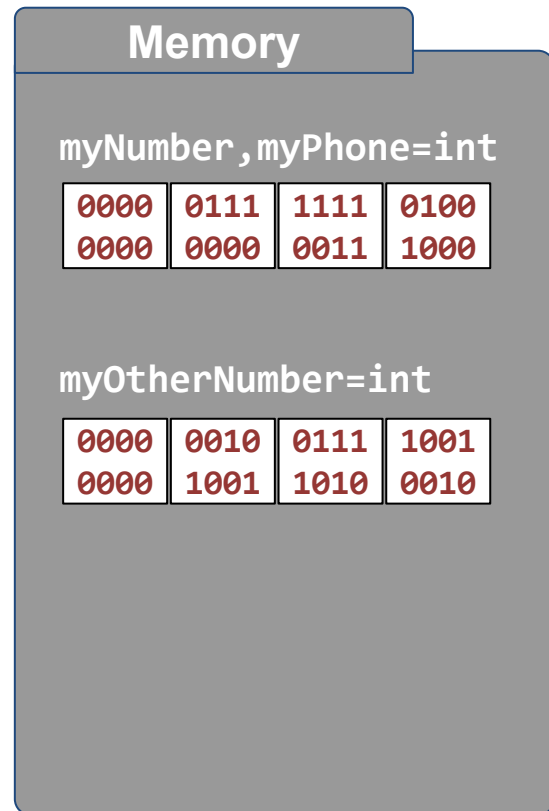 Memory
myNumber,myPhone=int
0000 0111 1111 0100
0000 0000 0011 1000
myOtherNumber=int
0000 0010 0111 1001
0000 1001 1010 0010